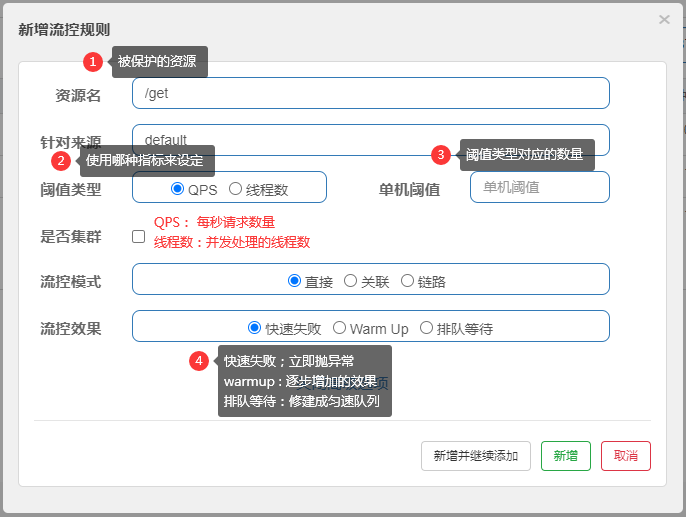 新增流控规则
×
1 被保护的资源
资源名 /get
针对来源 default
2 使用哪种指标来设定
3 阈值类型对应的数量
阈值类型 QPS 线程数 单机阈值 单机阈值
是否集群
QPS： 每秒请求数量
线程数：并发处理的线程数
流控模式 直接 关联 链路
流控效果 快速失败 Warm Up 排队等待
4 快速失败；立即抛异常
warmup：逐步增加的效果
排队等待：修建成匀速队列
新增并继续添加 新增 取消